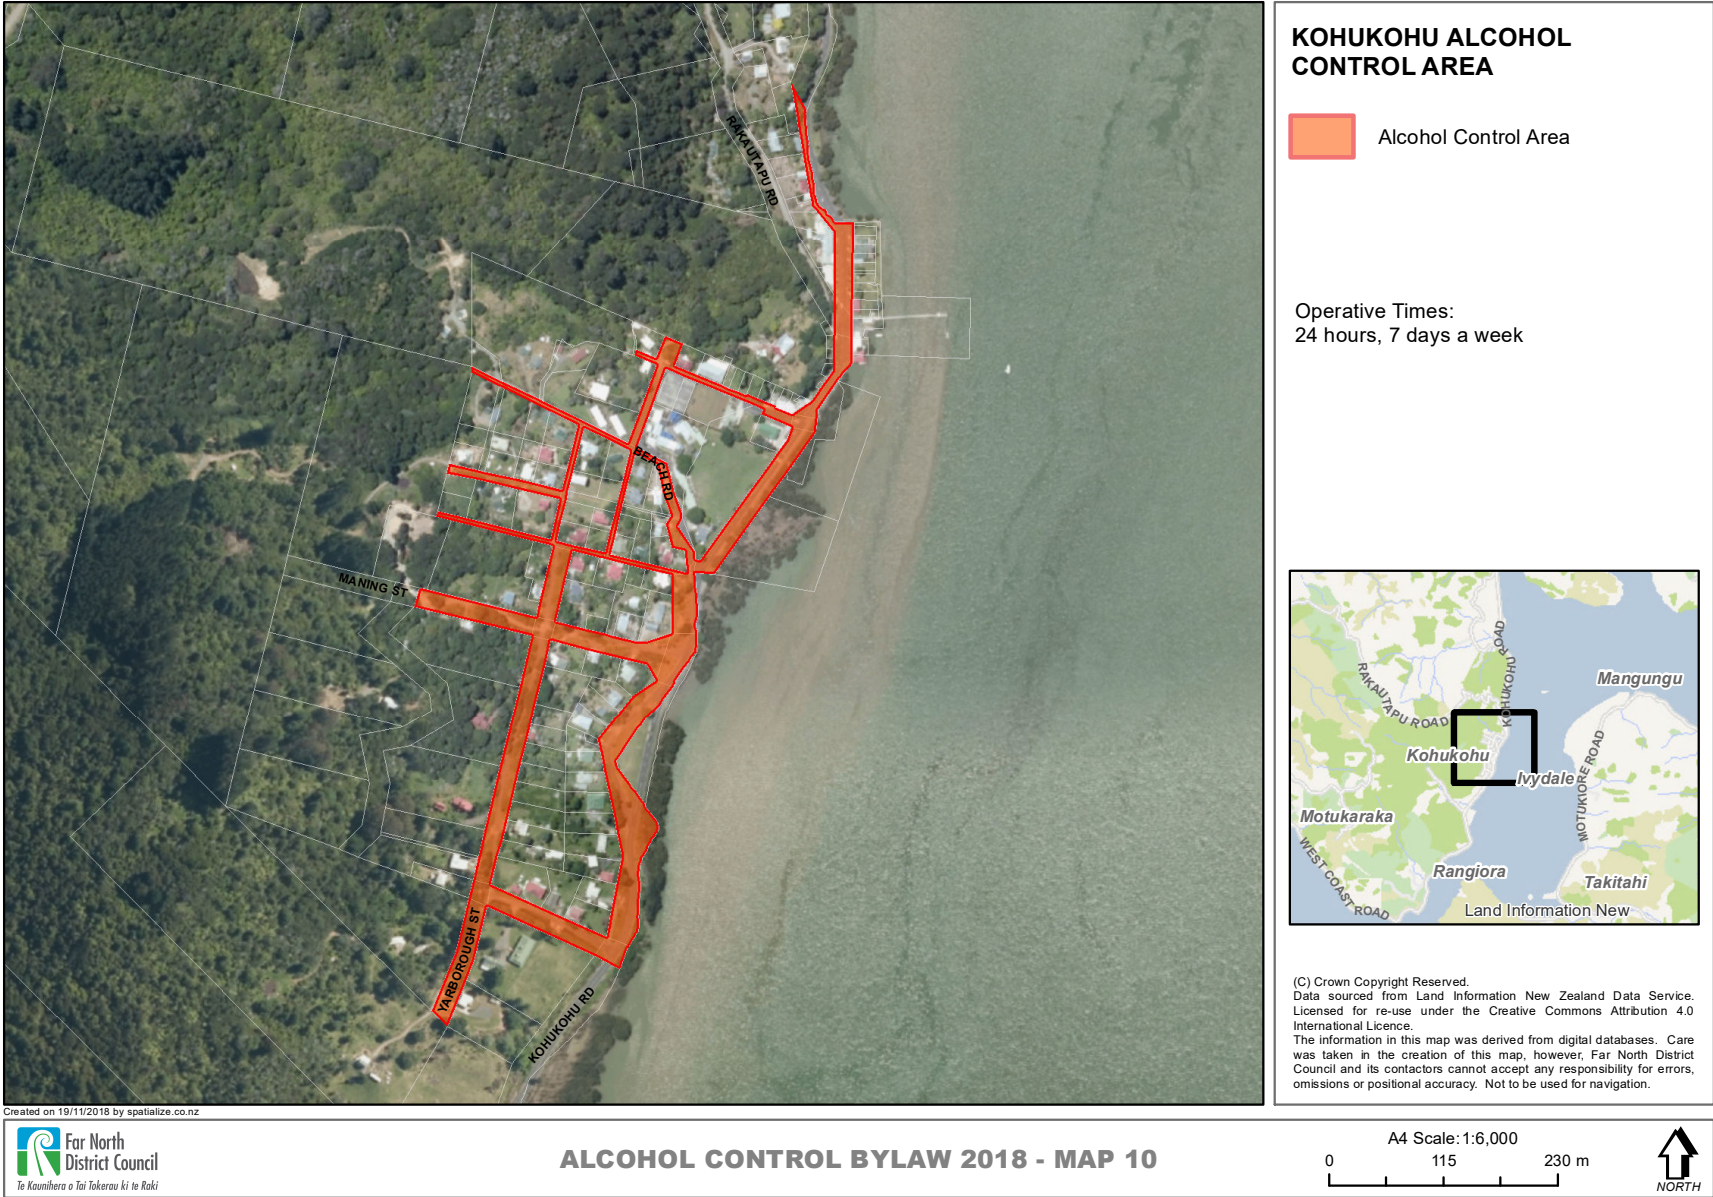 KOHUKOHU ALCOHOL
CONTROL AREA
Alcohol Control Area
Operative Times:
24 hours, 7 days a week
RAKAUTAPU RD
BEACH RD
MANING ST
YARBOROUGH ST
KOHUKOHU RD
KOHUKOHU ROAD
RAKAUTAPU ROAD
Mangungu
Kohukohu
Ivydale
MOTUKIORE ROAD
Motukaraka
WEST COAST ROAD
Rangiora
Takitahi
Land Information New
(C) Crown Copyright Reserved.
Data sourced from Land Information New Zealand Data Service.
Licensed for re-use under the Creative Commons Attribution 4.0
International Licence.
The information in this map was derived from digital databases. Care
was taken in the creation of this map, however, Far North District
Council and its contactors cannot accept any responsibility for errors,
omissions or positional accuracy. Not to be used for navigation.
Created on 19/11/2018 by spatialize.co.nz
Far North
District Council
Te Kaunihera o Tai Tokerau ki te Raki
ALCOHOL CONTROL BYLAW 2018 - MAP 10
A4 Scale: 1:6,000
0 115 230 m
NORTH